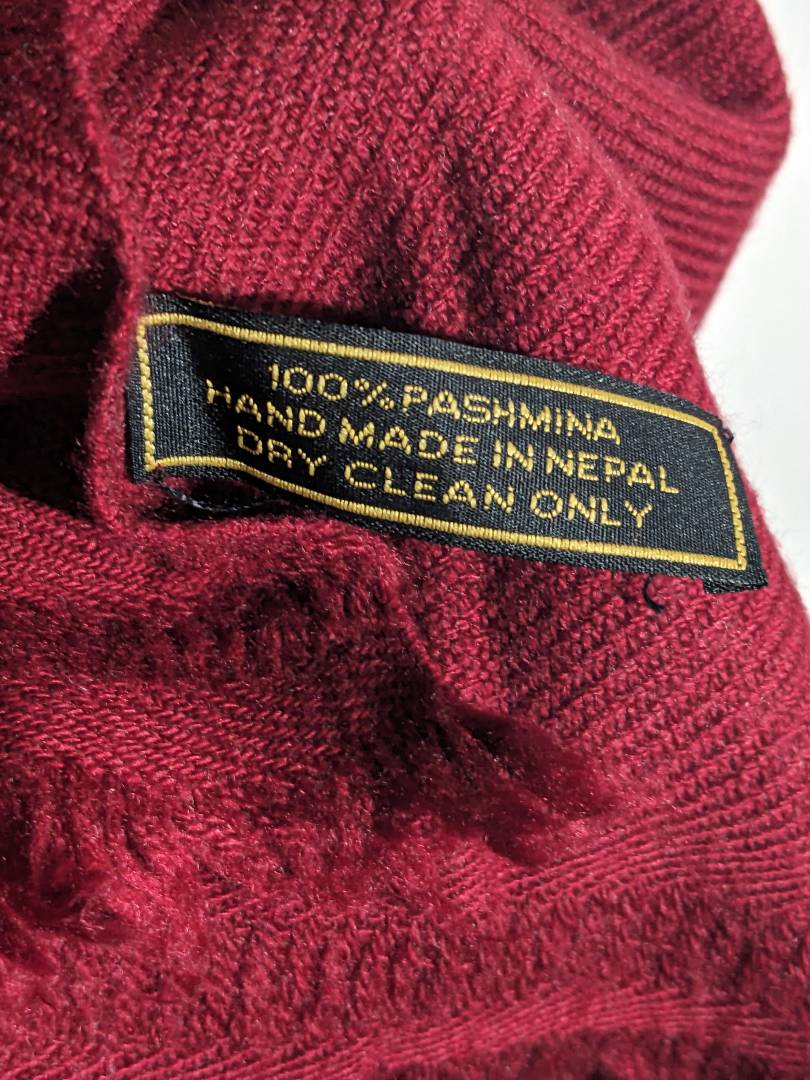 100% PASHMINA
HAND MADE IN NEPAL
DRY CLEAN ONLY